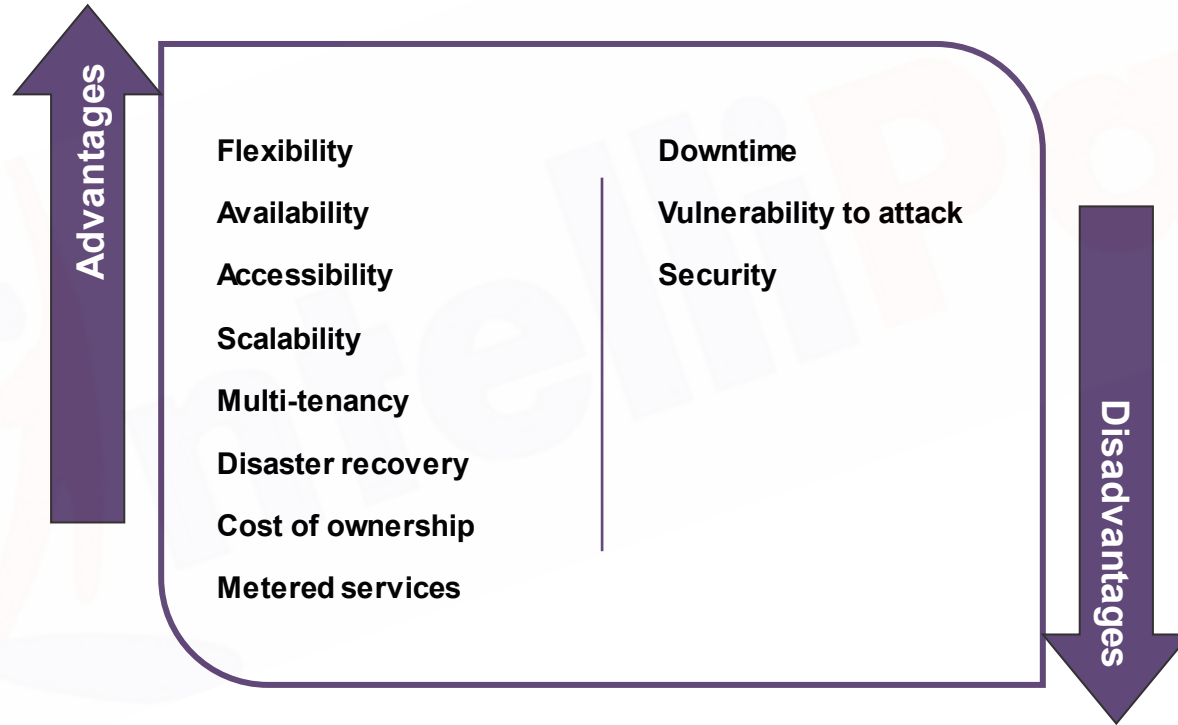 Advantages
Flexibility
Availability
Accessibility
Scalability
Multi-tenancy
Disaster recovery
Cost of ownership
Metered services
Downtime
Vulnerability to attack
Security
Disadvantages